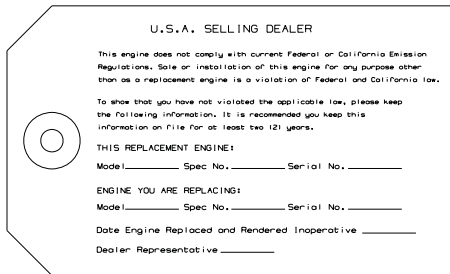 U.S.A. SELLING DEALER
This engine does not comply with current Federal or California Emission
Regulations. Sale or installation of this engine for any purpose other
than as a replacement engine is a violation of Federal and California law.
To show that you have not violated the applicable law, please keep
the following information. It is recommended you keep this
information on file for at least two (2) years.
THIS REPLACEMENT ENGINE:
Model________ Spec No.________ Serial No.________
ENGINE YOU ARE REPLACING:
Model________ Spec No.________ Serial No.________
Date Engine Replaced and Rendered Inoperative ________
Dealer Representative ________